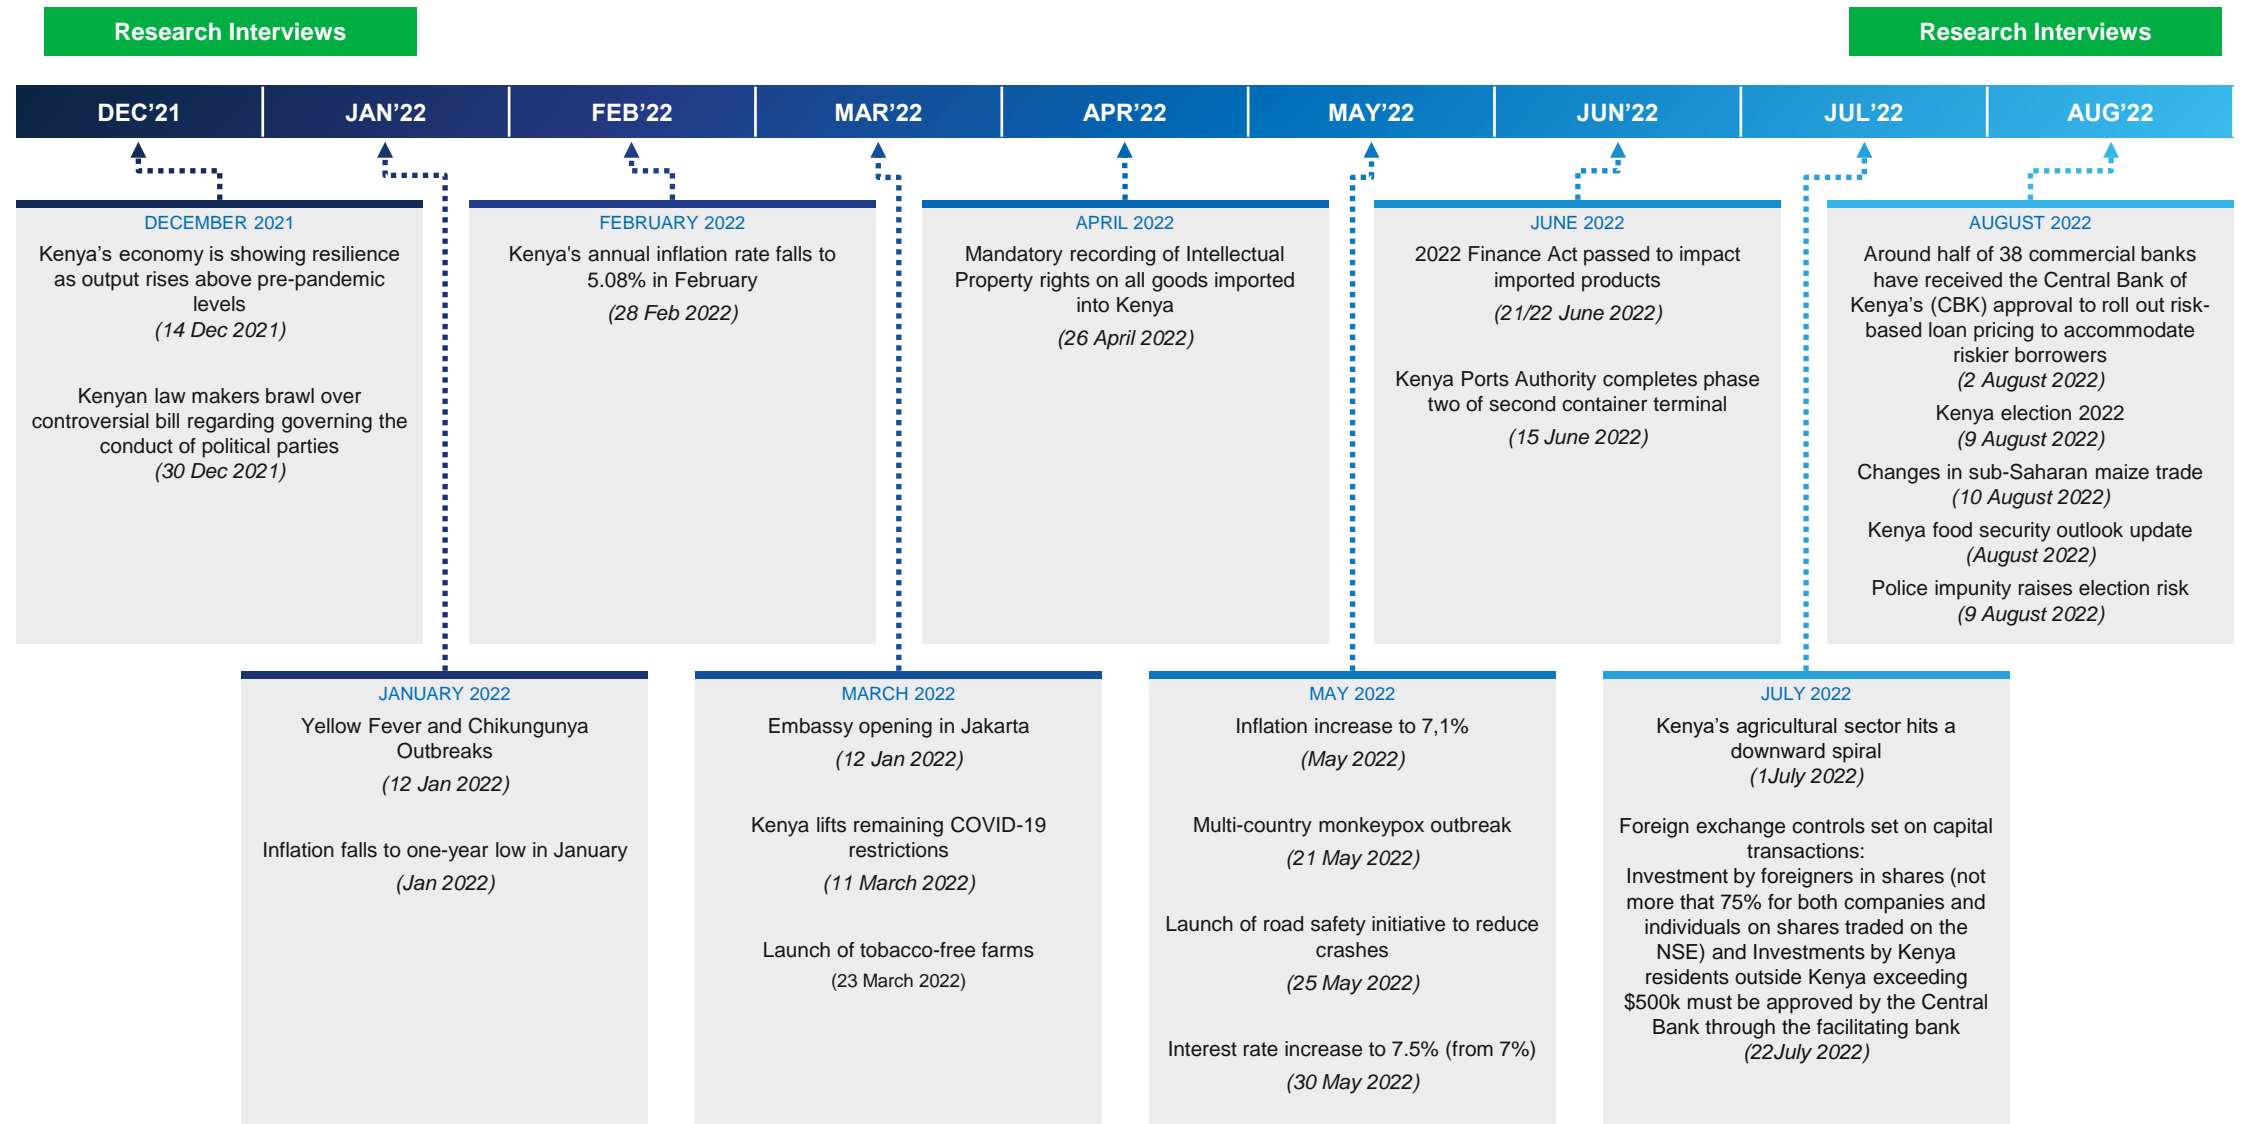 Research Interviews
Research Interviews
DEC’21
JAN’22
FEB’22
MAR’22
APR’22
MAY’22
JUN’22
JUL’22
AUG’22
DECEMBER 2021
Kenya’s economy is showing resilience
as output rises above pre-pandemic
levels
(14 Dec 2021)
Kenyan law makers brawl over
controversial bill regarding governing the
conduct of political parties
(30 Dec 2021)
FEBRUARY 2022
Kenya's annual inflation rate falls to
5.08% in February
(28 Feb 2022)
APRIL 2022
Mandatory recording of Intellectual
Property rights on all goods imported
into Kenya
(26 April 2022)
JUNE 2022
2022 Finance Act passed to impact
imported products
(21/22 June 2022)
Kenya Ports Authority completes phase
two of second container terminal
(15 June 2022)
AUGUST 2022
Around half of 38 commercial banks
have received the Central Bank of
Kenya’s (CBK) approval to roll out risk-
based loan pricing to accommodate
riskier borrowers
(2 August 2022)
Kenya election 2022
(9 August 2022)
Changes in sub-Saharan maize trade
(10 August 2022)
Kenya food security outlook update
(August 2022)
Police impunity raises election risk
(9 August 2022)
JANUARY 2022
Yellow Fever and Chikungunya
Outbreaks
(12 Jan 2022)
Inflation falls to one-year low in January
(Jan 2022)
MARCH 2022
Embassy opening in Jakarta
(12 Jan 2022)
Kenya lifts remaining COVID-19
restrictions
(11 March 2022)
Launch of tobacco-free farms
(23 March 2022)
MAY 2022
Inflation increase to 7,1%
(May 2022)
Multi-country monkeypox outbreak
(21 May 2022)
Launch of road safety initiative to reduce
crashes
(25 May 2022)
Interest rate increase to 7.5% (from 7%)
(30 May 2022)
JULY 2022
Kenya’s agricultural sector hits a
downward spiral
(1July 2022)
Foreign exchange controls set on capital
transactions:
Investment by foreigners in shares (not
more that 75% for both companies and
individuals on shares traded on the
NSE) and Investments by Kenya
residents outside Kenya exceeding
$500k must be approved by the Central
Bank through the facilitating bank
(22July 2022)